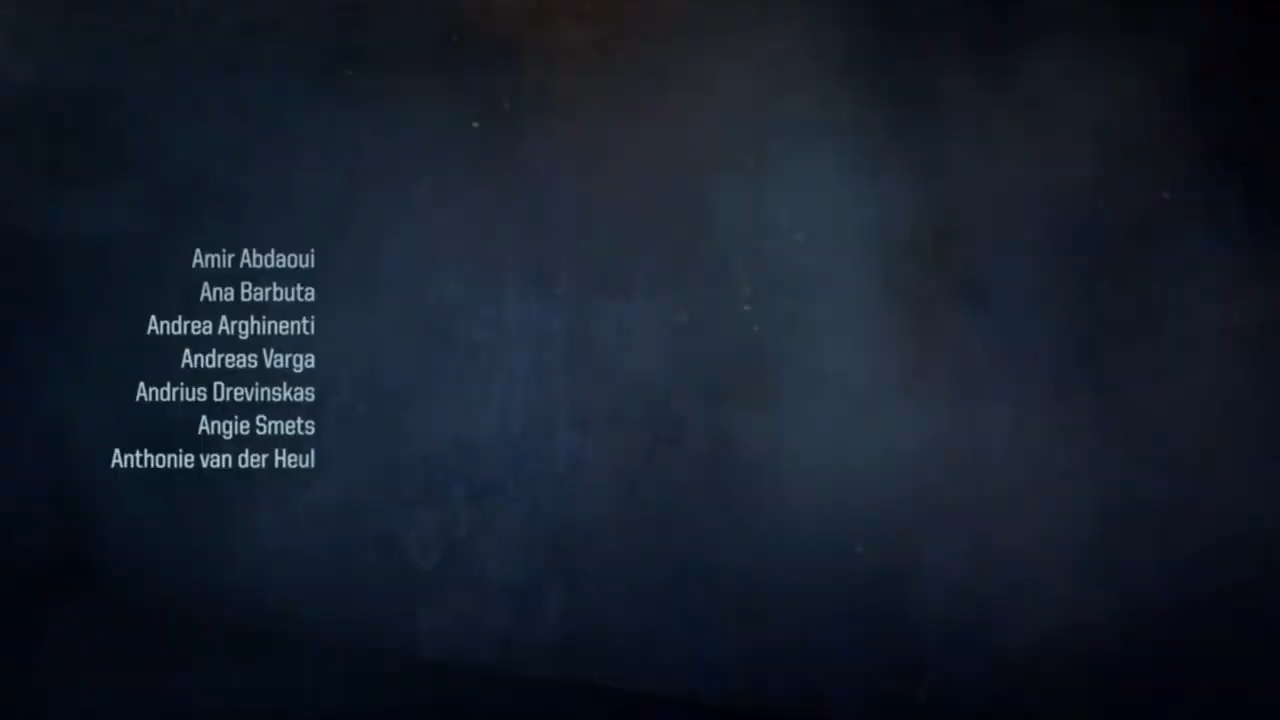 Amir Abdaoui
Ana Barbuta
Andrea Arghinenti
Andreas Varga
Andrius Drevinskas
Angie Smets
Anthonie van der Heul